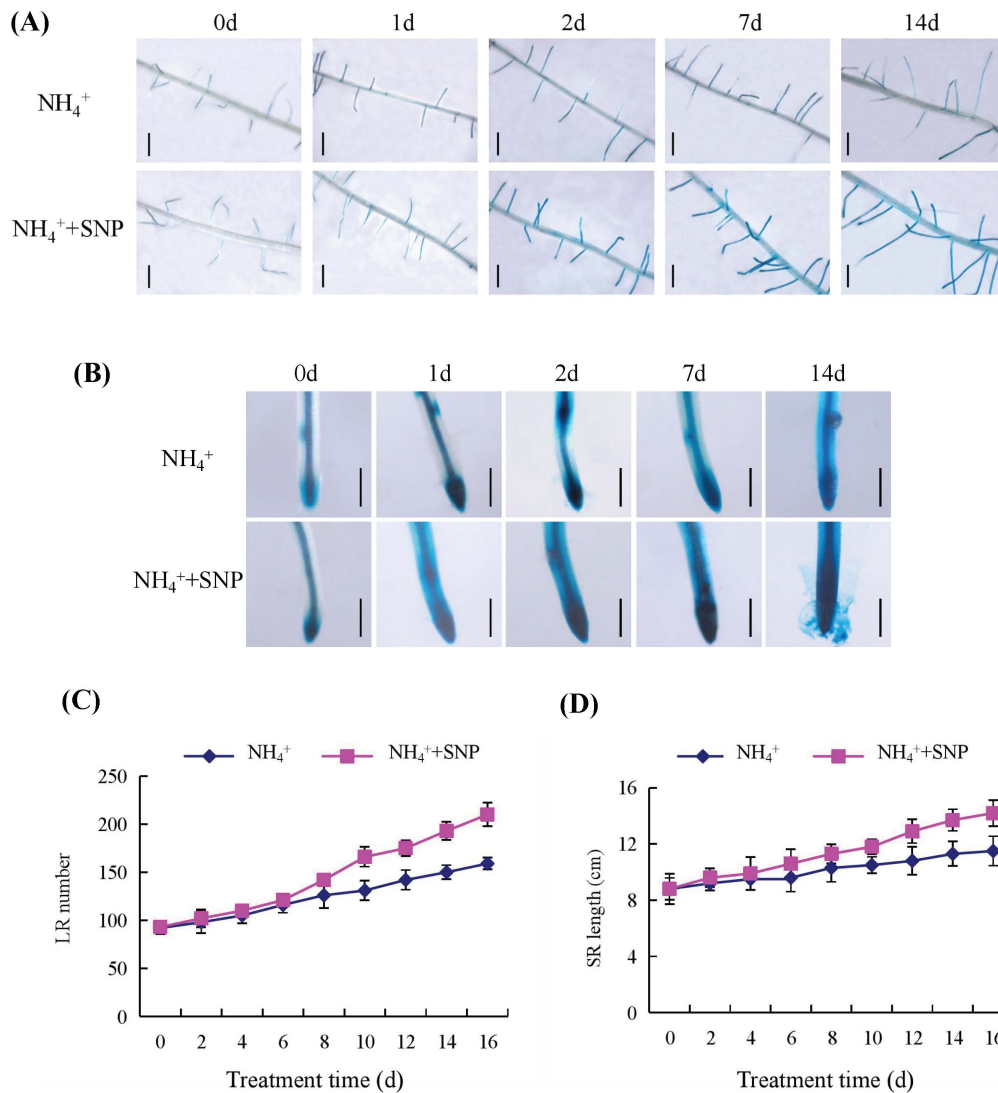 (A)
0d 1d 2d 7d 14d
NH₄⁺
NH₄⁺+SNP
(B)
0d 1d 2d 7d 14d
NH₄⁺
NH₄⁺+SNP
(C)
NH₄⁺ NH₄⁺+SNP
250
200
150
100
50
0
LR number
0 2 4 6 8 10 12 14 16
Treatment time (d)
(D)
NH₄⁺ NH₄⁺+SNP
16
12
8
4
0
SR length (cm)
0 2 4 6 8 10 12 14 16
Treatment time (d)